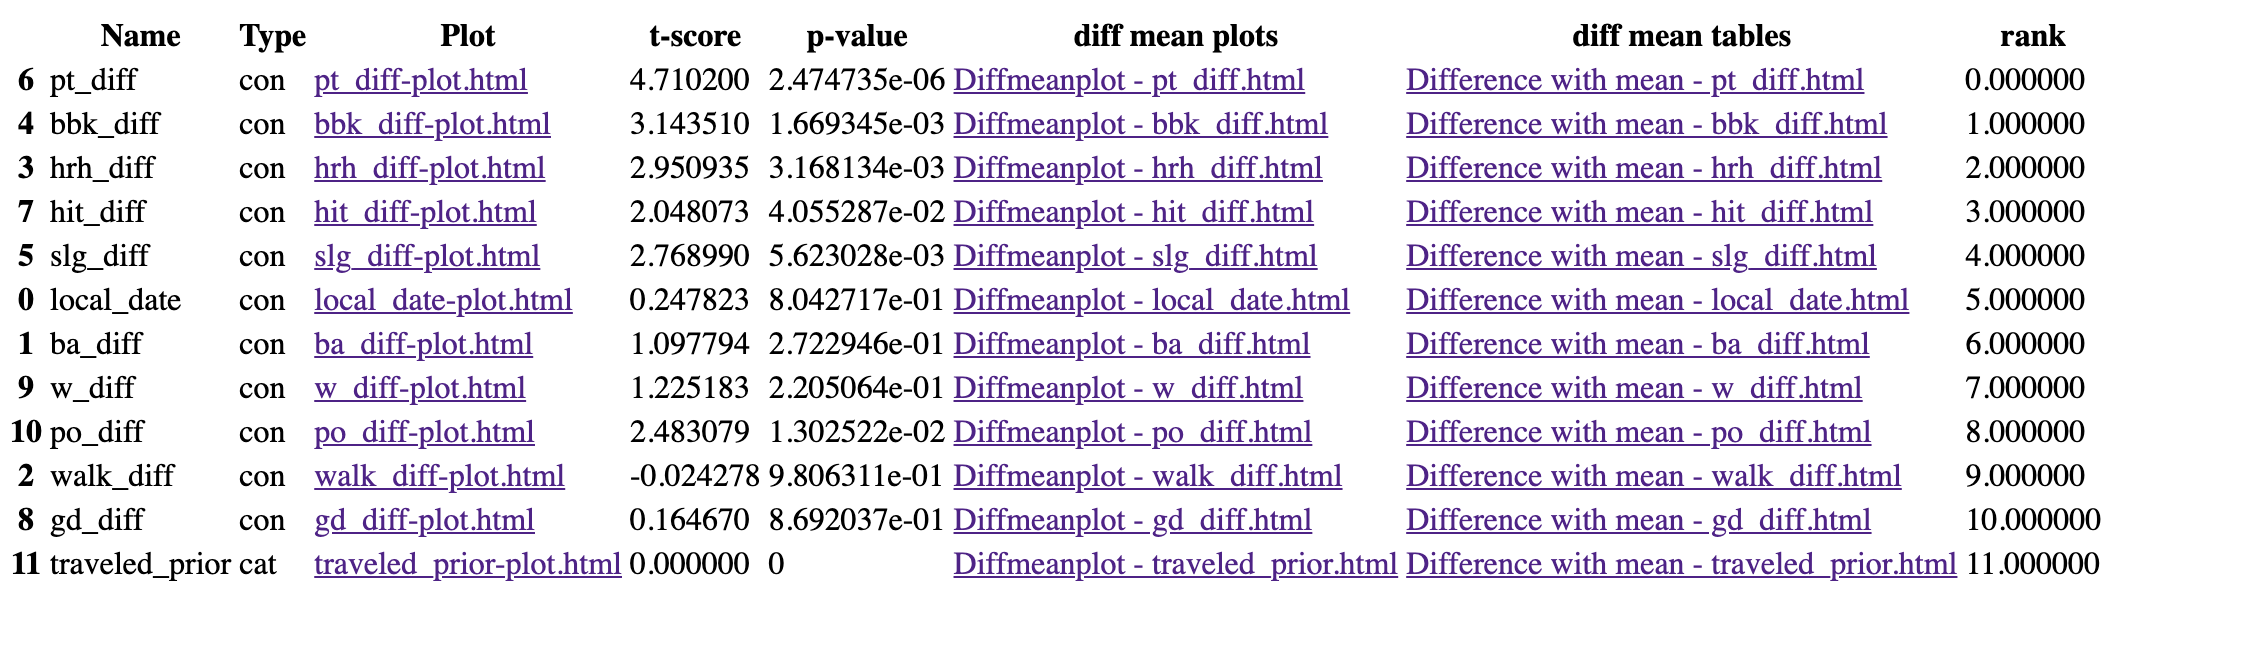 Name Type Plot t-score p-value diff mean plots diff mean tables rank
6 pt_diff con pt_diff-plot.html 4.710200 2.474735e-06 Diffmeanplot - pt_diff.html Difference with mean - pt_diff.html 0.000000
4 bbk_diff con bbk_diff-plot.html 3.143510 1.669345e-03 Diffmeanplot - bbk_diff.html Difference with mean - bbk_diff.html 1.000000
3 hrh_diff con hrh_diff-plot.html 2.950935 3.168134e-03 Diffmeanplot - hrh_diff.html Difference with mean - hrh_diff.html 2.000000
7 hit_diff con hit_diff-plot.html 2.048073 4.055287e-02 Diffmeanplot - hit_diff.html Difference with mean - hit_diff.html 3.000000
5 slg_diff con slg_diff-plot.html 2.768990 5.623028e-03 Diffmeanplot - slg_diff.html Difference with mean - slg_diff.html 4.000000
0 local_date con local_date-plot.html 0.247823 8.042717e-01 Diffmeanplot - local_date.html Difference with mean - local_date.html 5.000000
1 ba_diff con ba_diff-plot.html 1.097794 2.722946e-01 Diffmeanplot - ba_diff.html Difference with mean - ba_diff.html 6.000000
9 w_diff con w_diff-plot.html 1.225183 2.205064e-01 Diffmeanplot - w_diff.html Difference with mean - w_diff.html 7.000000
10 po_diff con po_diff-plot.html 2.483079 1.302522e-02 Diffmeanplot - po_diff.html Difference with mean - po_diff.html 8.000000
2 walk_diff con walk_diff-plot.html -0.024278 9.806311e-01 Diffmeanplot - walk_diff.html Difference with mean - walk_diff.html 9.000000
8 gd_diff con gd_diff-plot.html 0.164670 8.692037e-01 Diffmeanplot - gd_diff.html Difference with mean - gd_diff.html 10.000000
11 traveled_prior cat traveled_prior-plot.html 0.000000 0 Diffmeanplot - traveled_prior.html Difference with mean - traveled_prior.html 11.000000